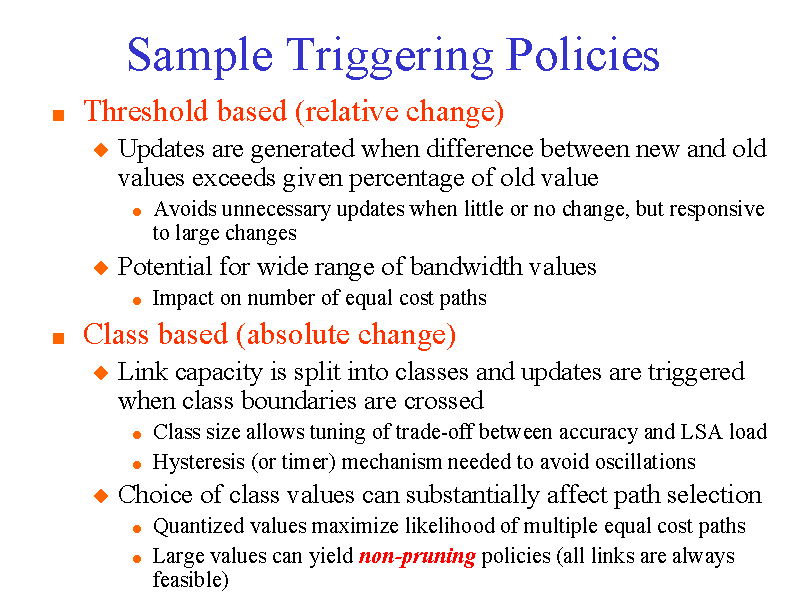 Sample Triggering Policies
Threshold based (relative change)
Updates are generated when difference between new and old
values exceeds given percentage of old value
Avoids unnecessary updates when little or no change, but responsive
to large changes
Potential for wide range of bandwidth values
Impact on number of equal cost paths
Class based (absolute change)
Link capacity is split into classes and updates are triggered
when class boundaries are crossed
Class size allows tuning of trade-off between accuracy and LSA load
Hysteresis (or timer) mechanism needed to avoid oscillations
Choice of class values can substantially affect path selection
Quantized values maximize likelihood of multiple equal cost paths
Large values can yield non-pruning policies (all links are always
feasible)